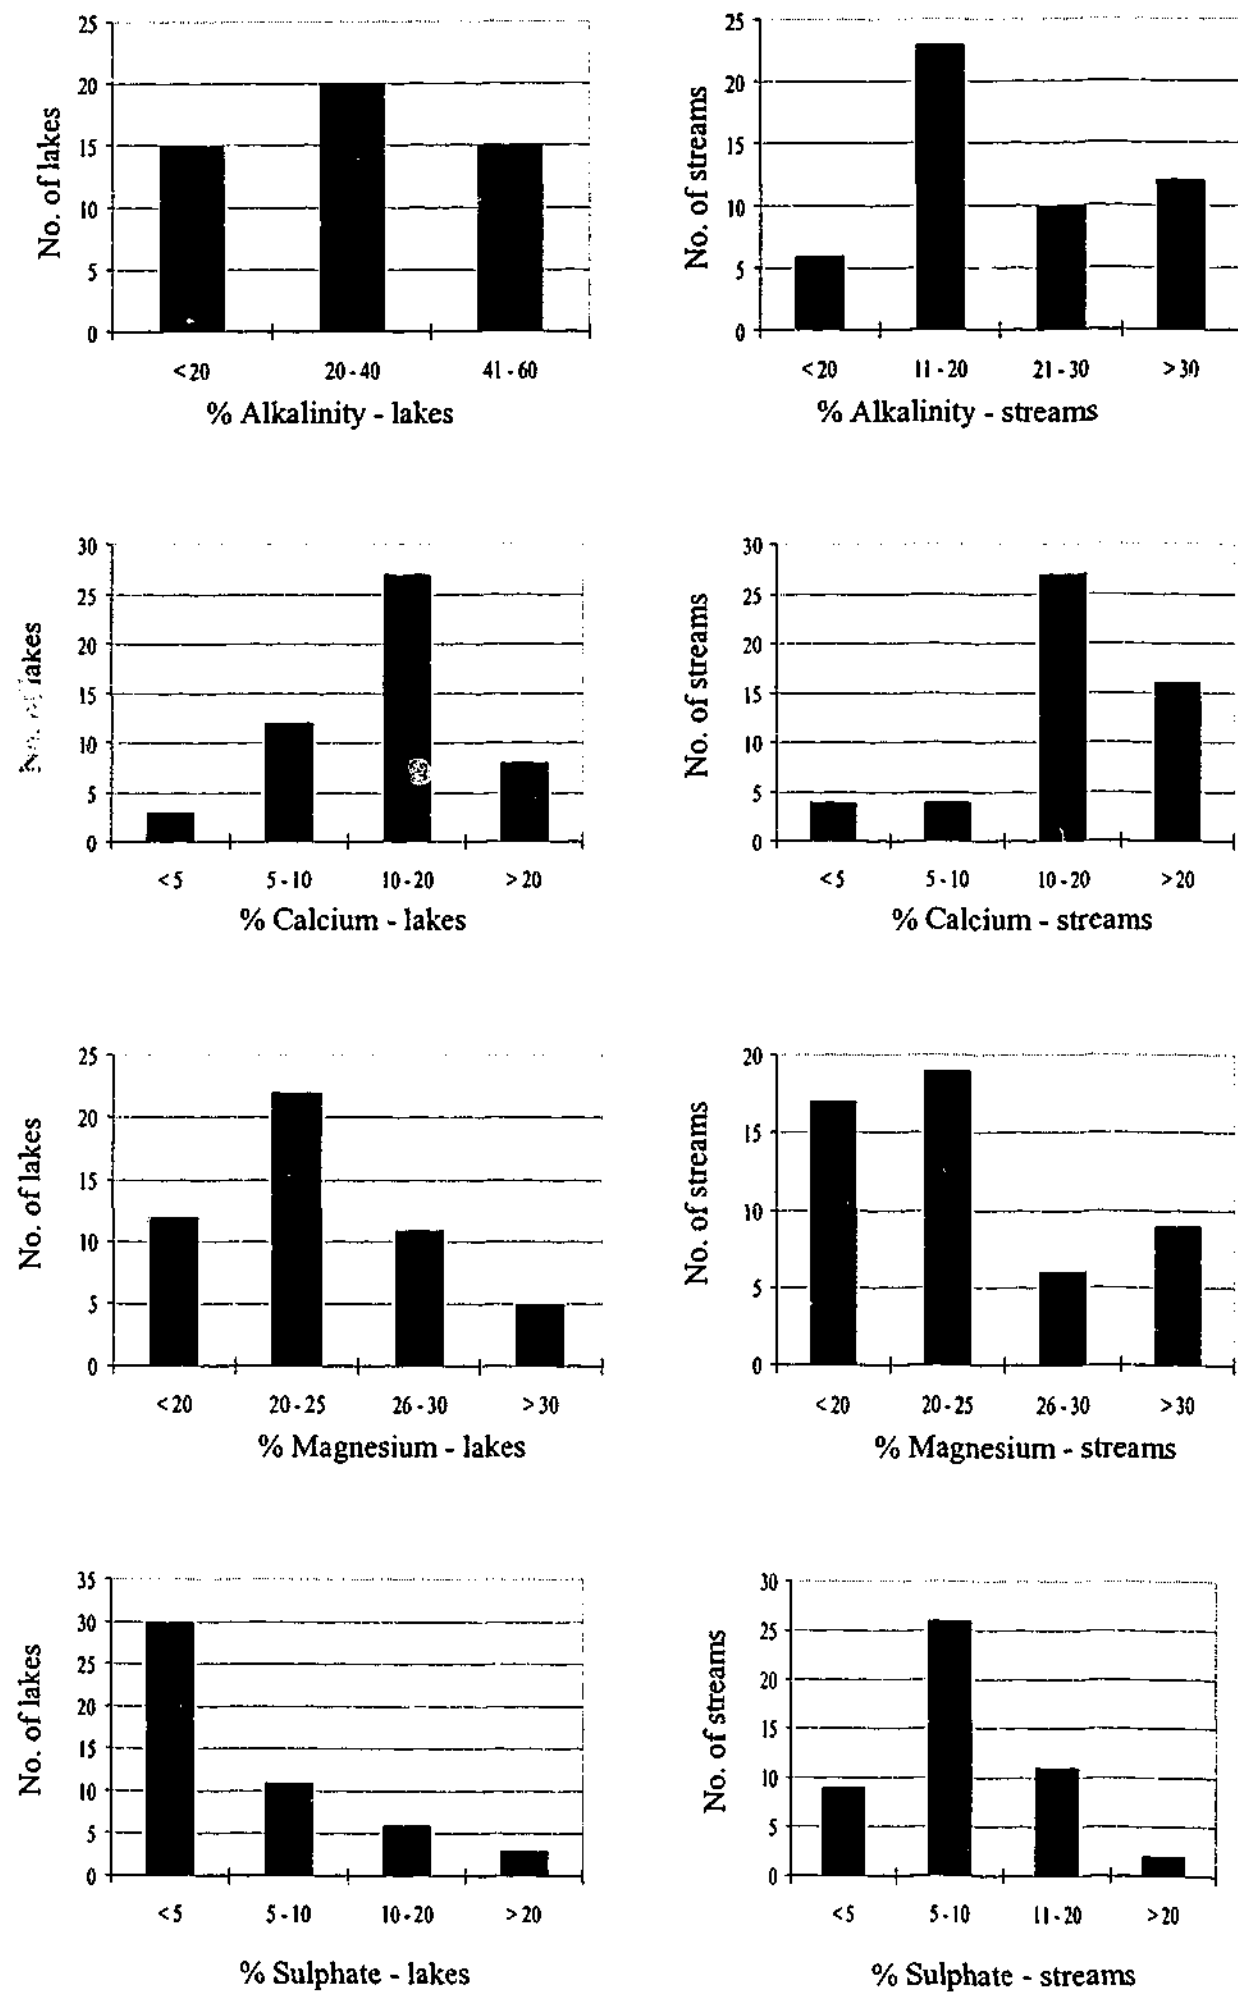 25
20
15
10
5
0
No. of lakes
<20 20-40 41-60
% Alkalinity - lakes
25
20
15
10
5
0
No. of streams
<20 11-20 21-30 >30
% Alkalinity - streams
30
25
20
15
10
5
0
lakes
<5 5-10 10-20 >20
% Calcium - lakes
30
25
20
15
10
5
0
No. of streams
<5 5-10 10-20 >20
% Calcium - streams
25
20
15
10
5
0
No. of lakes
<20 20-25 26-30 >30
% Magnesium - lakes
20
15
10
5
0
No. of streams
<20 20-25 26-30 >30
% Magnesium - streams
35
30
25
20
15
10
5
0
No. of lakes
<5 5-10 10-20 >20
% Sulphate - lakes
30
25
20
15
10
5
0
No. of streams
<5 5-10 11-20 >20
% Sulphate - streams